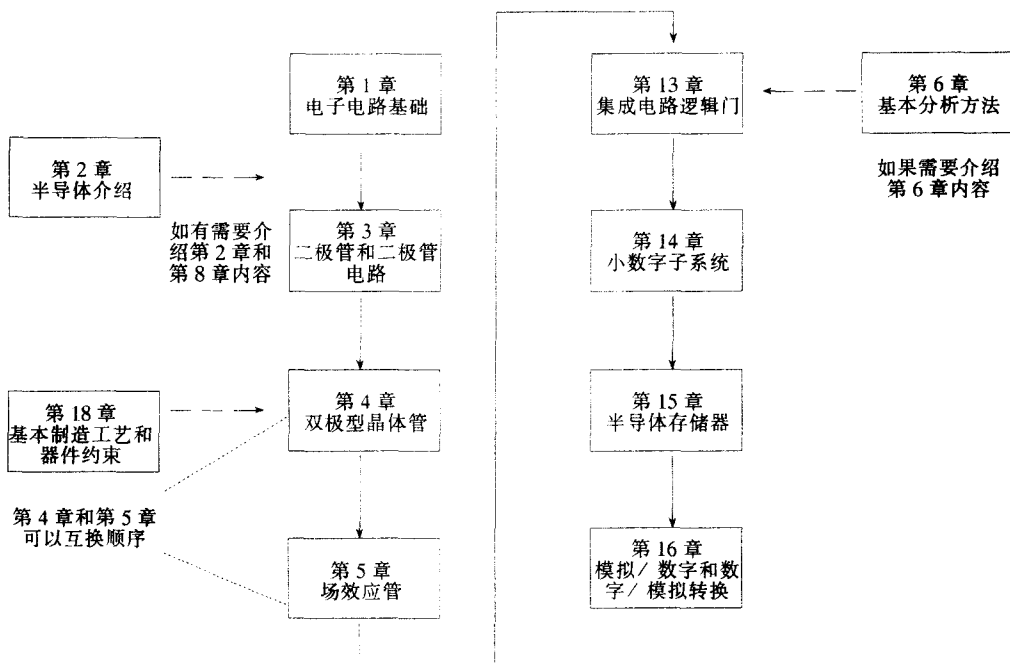 第 1 章
电子电路基础
第 2 章
半导体介绍
如有需要介
绍第 2 章和
第 8 章内容
第 3 章
二极管和二极管
电路
第 18 章
基本制造工艺和
器件约束
第 4 章
双极型晶体管
第 4 章和第 5 章
可以互换顺序
第 5 章
场效应管
第 13 章
集成电路逻辑门
第 6 章
基本分析方法
如果需要介绍
第 6 章内容
第 14 章
小数字子系统
第 15 章
半导体存储器
第 16 章
模拟/ 数字和数
字/ 模拟转换